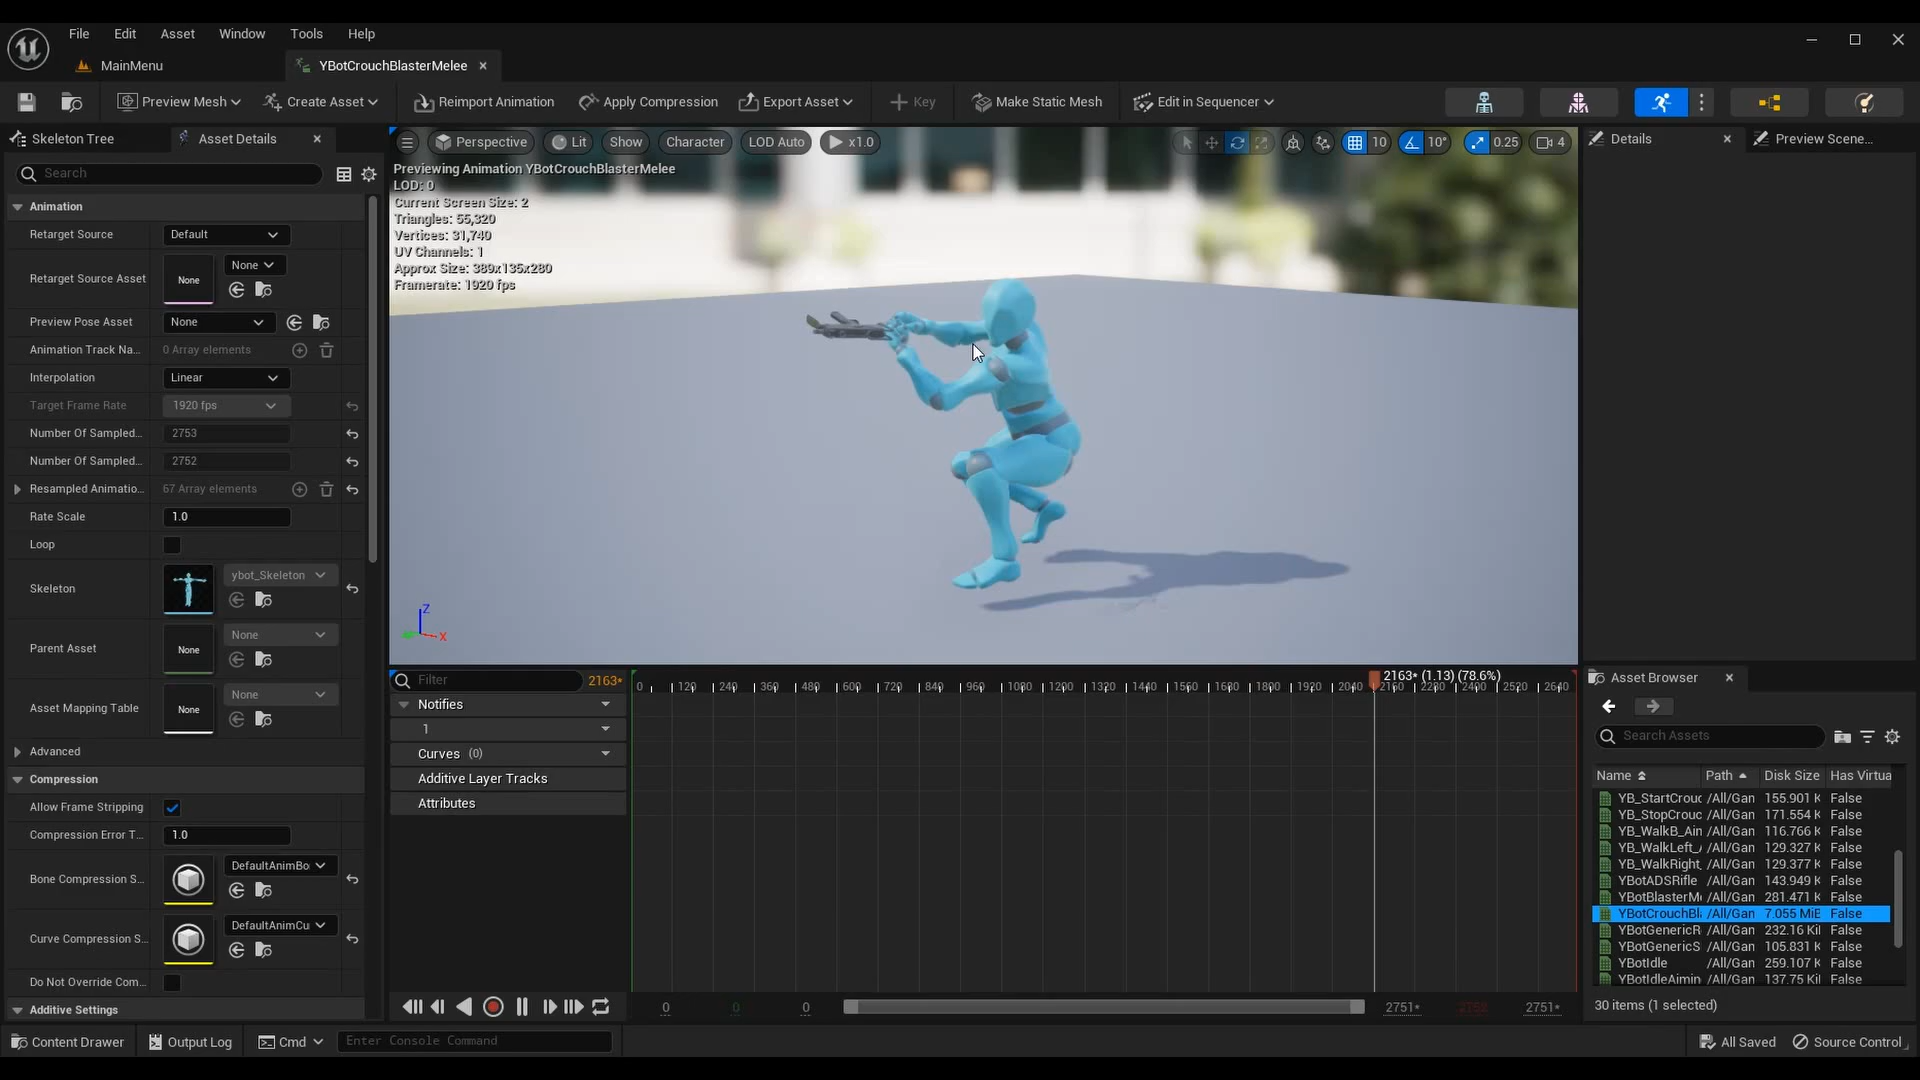 File Edit Asset Window Tools Help
MainMenu YBotCrouchBlasterMelee
Preview Mesh Create Asset Reimport Animation Apply Compression Export Asset Key Make Static Mesh Edit in Sequencer
Skeleton Tree Asset Details
Search
Animation
Retarget Source Default
Retarget Source Asset None None
Preview Pose Asset None
Animation Track Na... 0 Array elements
Interpolation Linear
Target Frame Rate 1920 fps
Number Of Sampled... 2753
Number Of Sampled... 2752
Resampled Animatio... 67 Array elements
Rate Scale 1.0
Loop
Skeleton ybot_Skeleton
Parent Asset None None
Asset Mapping Table None None
Advanced
Compression
Allow Frame Stripping
Compression Error T... 1.0
Bone Compression S... DefaultAnimBo
Curve Compression S... DefaultAnimCu
Do Not Override Com...
Additive Settings
Perspective Lit Show Character LOD Auto x1.0 10 10° 0.25 4
Previewing Animation YBotCrouchBlasterMelee
LOD: 0
Current Screen Size: 2
Triangles: 55,320
Vertices: 31,740
UV Channels: 1
Approx Size: 389x135x280
Framerate: 1920 fps
Z
X
Filter 2163*
2163* (1.13) (78.6%)
0 120 240 360 480 600 720 840 960 1080 1200 1320 1440 1560 1680 1800 1920 2040 2160 2280 2400 2520 2640
Notifies
1
Curves (0)
Additive Layer Tracks
Attributes
0 0 0 2751* 2752 2751*
Details Preview Scene...
Asset Browser
Search Assets
Name Path Disk Size Has Virtua
YB_StartCrouc /All/Gan 155.901 K False
YB_StopCrouc /All/Gan 171.554 K False
YB_WalkB_Ain /All/Gan 116.766 K False
YB_WalkLeft_ /All/Gan 129.327 K False
YB_WalkRight_ /All/Gan 129.377 K False
YBotADSRifle /All/Gan 143.949 K False
YBotBlasterMe /All/Gan 281.471 K False
YBotCrouchBl /All/Gan 7.055 MiB False
YBotGenericR /All/Gan 232.16 Kil False
YBotGenericS /All/Gan 105.831 K False
YBotIdle /All/Gan 259.107 K False
YBotIdleAimin /All/Gan 137.75 Kil False
30 items (1 selected)
Content Drawer Output Log Cmd Enter Console Command All Saved Source Control